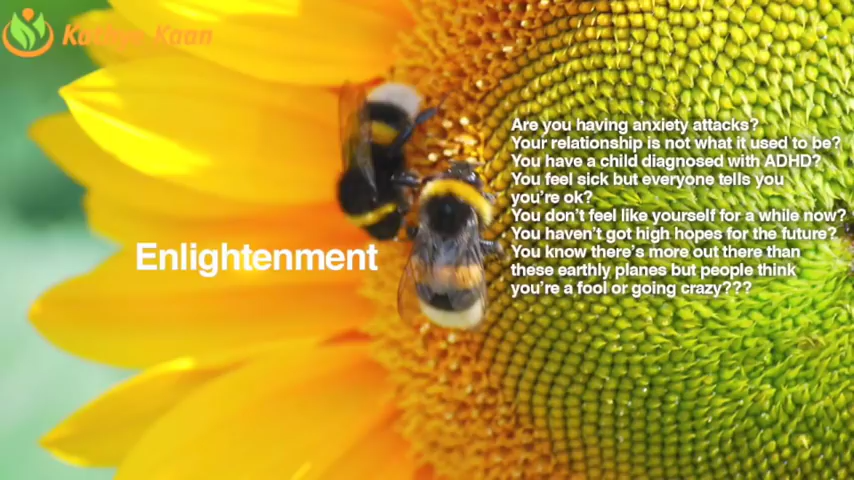 Kathye Kaan
Enlightenment
Are you having anxiety attacks?
Your relationship is not what it used to be?
You have a child diagnosed with ADHD?
You feel sick but everyone tells you
you're ok?
You don't feel like yourself for a while now?
You haven't got high hopes for the future?
You know there's more out there than
these earthly planes but people think
you're a fool or going crazy???